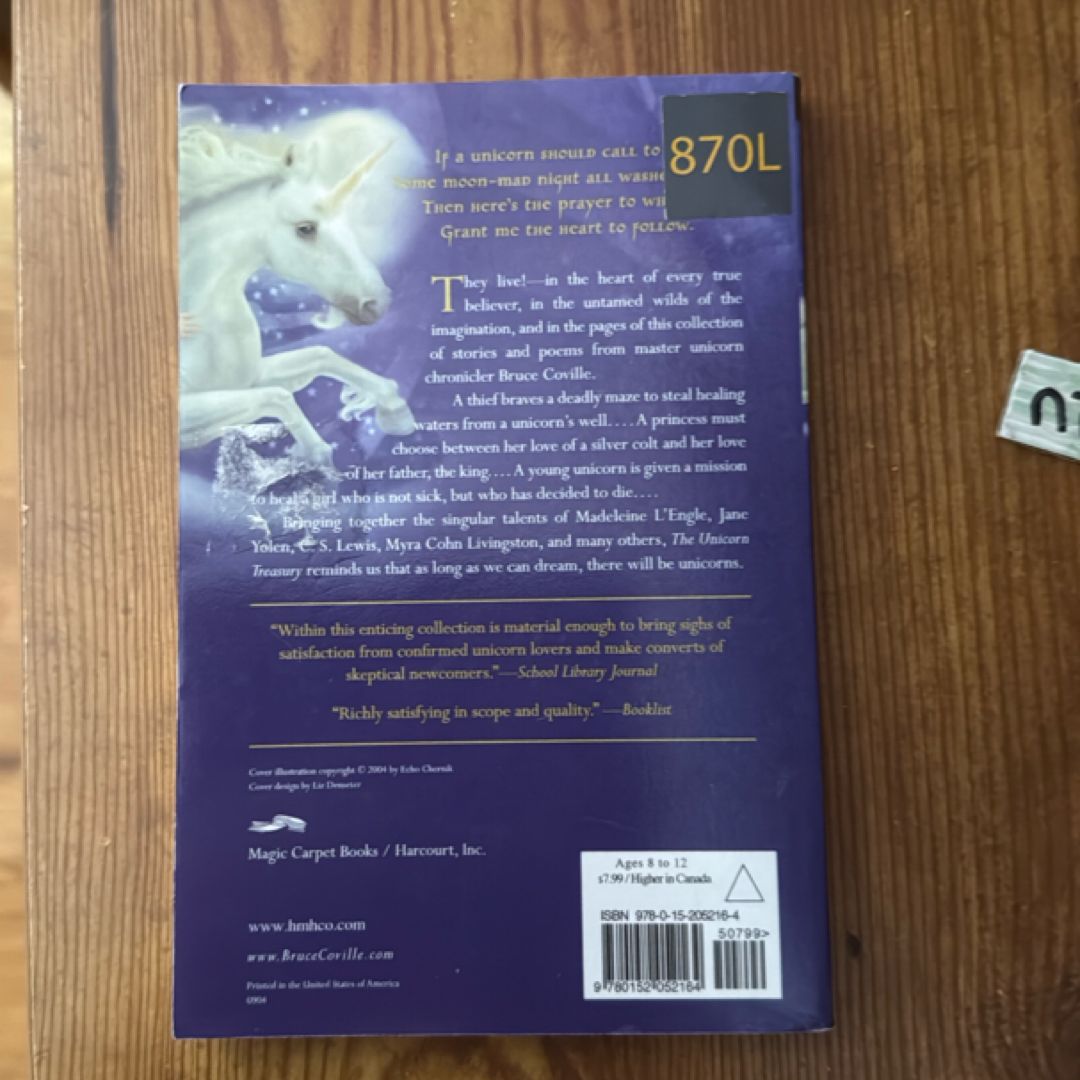 If a unicorn should call to
some moon-mad night all washe
Then here's the prayer to wh
Grant me the heart to follow.
870L
They live!—in the heart of every true
believer, in the untamed wilds of the
imagination, and in the pages of this collection
of stories and poems from master unicorn
chronicler Bruce Coville.
A thief braves a deadly maze to steal healing
waters from a unicorn's well....A princess must
choose between her love of a silver colt and her love
of her father, the king....A young unicorn is given a mission
to heal a girl who is not sick, but who has decided to die....
Bringing together the singular talents of Madeleine L'Engle, Jane
Yolen, C. S. Lewis, Myra Cohn Livingston, and many others, The Unicorn
Treasury reminds us that as long as we can dream, there will be unicorns.
"Within this enticing collection is material enough to bring sighs of
satisfaction from confirmed unicorn lovers and make converts of
skeptical newcomers."—School Library Journal
"Richly satisfying in scope and quality."—Booklist
Cover illustration copyright © 2004 by Echo Chernik
Cover design by Liz Demeter
Magic Carpet Books / Harcourt, Inc.
www.hmhco.com
www.BruceCoville.com
Printed in the United States of America
0904
Ages 8 to 12
$7.99 / Higher in Canada
ISBN 978-0-15-205216-4
50799>
9 780152 052164